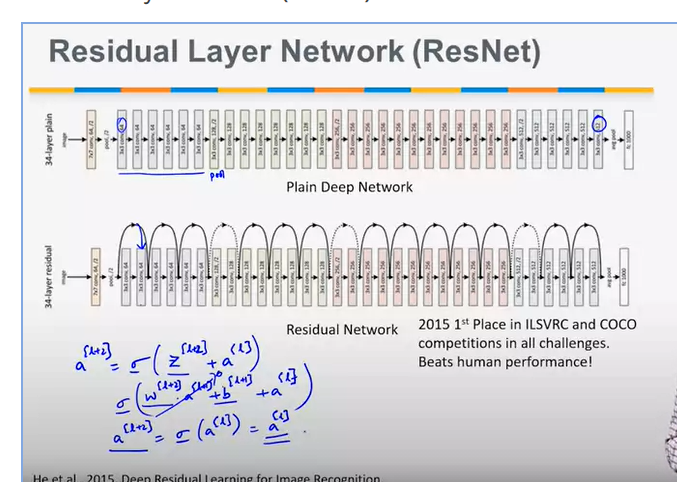 Residual Layer Network (ResNet)
34-layer plain
image
7x7 conv, 64, /2
pool, /2
3x3 conv, 64
3x3 conv, 64
3x3 conv, 64
3x3 conv, 64
3x3 conv, 64
3x3 conv, 64
3x3 conv, 128, /2
3x3 conv, 128
3x3 conv, 128
3x3 conv, 128
3x3 conv, 128
3x3 conv, 128
3x3 conv, 128
3x3 conv, 128
3x3 conv, 256, /2
3x3 conv, 256
3x3 conv, 256
3x3 conv, 256
3x3 conv, 256
3x3 conv, 256
3x3 conv, 256
3x3 conv, 256
3x3 conv, 256
3x3 conv, 256
3x3 conv, 256
3x3 conv, 256
3x3 conv, 512, /2
3x3 conv, 512
3x3 conv, 512
3x3 conv, 512
3x3 conv, 512
3x3 conv, 512
avg pool
fc 1000
pool
Plain Deep Network
34-layer residual
image
7x7 conv, 64, /2
pool, /2
3x3 conv, 64
3x3 conv, 64
3x3 conv, 64
3x3 conv, 64
3x3 conv, 64
3x3 conv, 64
3x3 conv, 128, /2
3x3 conv, 128
3x3 conv, 128
3x3 conv, 128
3x3 conv, 128
3x3 conv, 128
3x3 conv, 128
3x3 conv, 128
3x3 conv, 256, /2
3x3 conv, 256
3x3 conv, 256
3x3 conv, 256
3x3 conv, 256
3x3 conv, 256
3x3 conv, 256
3x3 conv, 256
3x3 conv, 256
3x3 conv, 256
3x3 conv, 256
3x3 conv, 256
3x3 conv, 512, /2
3x3 conv, 512
3x3 conv, 512
3x3 conv, 512
3x3 conv, 512
3x3 conv, 512
avg pool
fc 1000
Residual Network
2015 1st Place in ILSVRC and COCO
competitions in all challenges.
Beats human performance!
a^[l+2] = σ(z^[l+2] + a^[l])
σ(w^[l+2] · a^[l+1] + b^[l+1] + a^[l])
a^[l+2] = σ(a^[l]) = a^[l]
He et al., 2015, Deep Residual Learning for Image Recognition